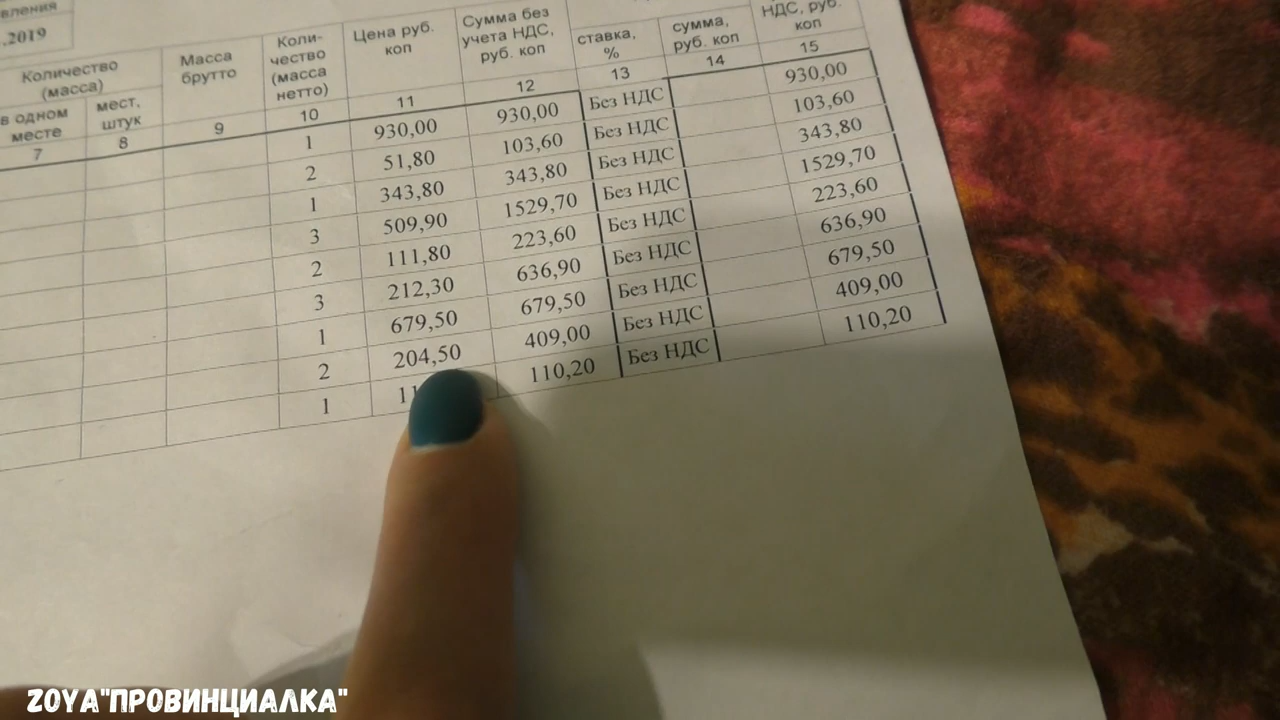 вления
.2019
Количество (масса)
в одном месте
мест, штук
Масса брутто
Коли-
чество
(масса
нетто)
Цена руб. коп
Сумма без
учета НДС,
руб. коп
ставка, %
сумма, руб. коп
НДС, руб. коп
7 8 9 10 11 12 13 14 15
1 930,00 930,00 Без НДС 930,00
2 51,80 103,60 Без НДС 103,60
1 343,80 343,80 Без НДС 343,80
3 509,90 1529,70 Без НДС 1529,70
2 111,80 223,60 Без НДС 223,60
3 212,30 636,90 Без НДС 636,90
1 679,50 679,50 Без НДС 679,50
2 204,50 409,00 Без НДС 409,00
1 11 110,20 Без НДС 110,20
ZOYA"ПРОВИНЦИАЛКА"